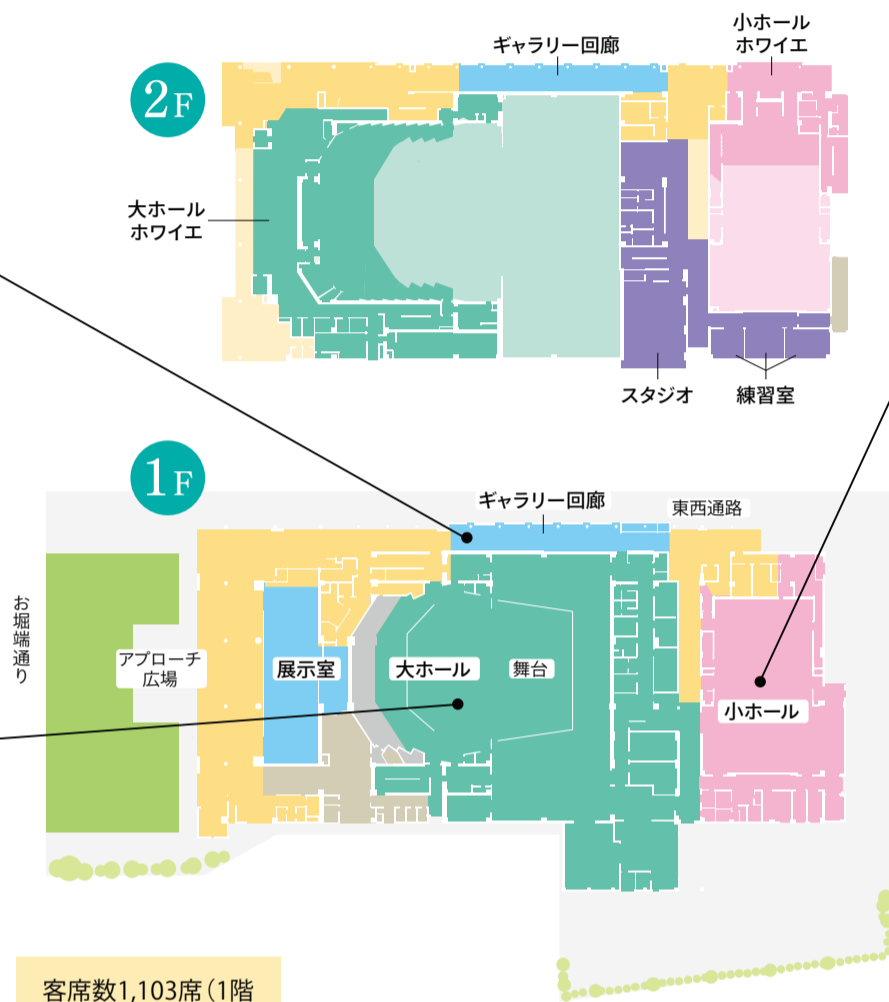 小ホール
ホワイエ
ギャラリー回廊
2F
大ホール
ホワイエ
スタジオ
練習室
1F
ギャラリー回廊
東西通路
お堀端通り
アプローチ
広場
展示室
大ホール
舞台
小ホール
客席数1,103席(1階